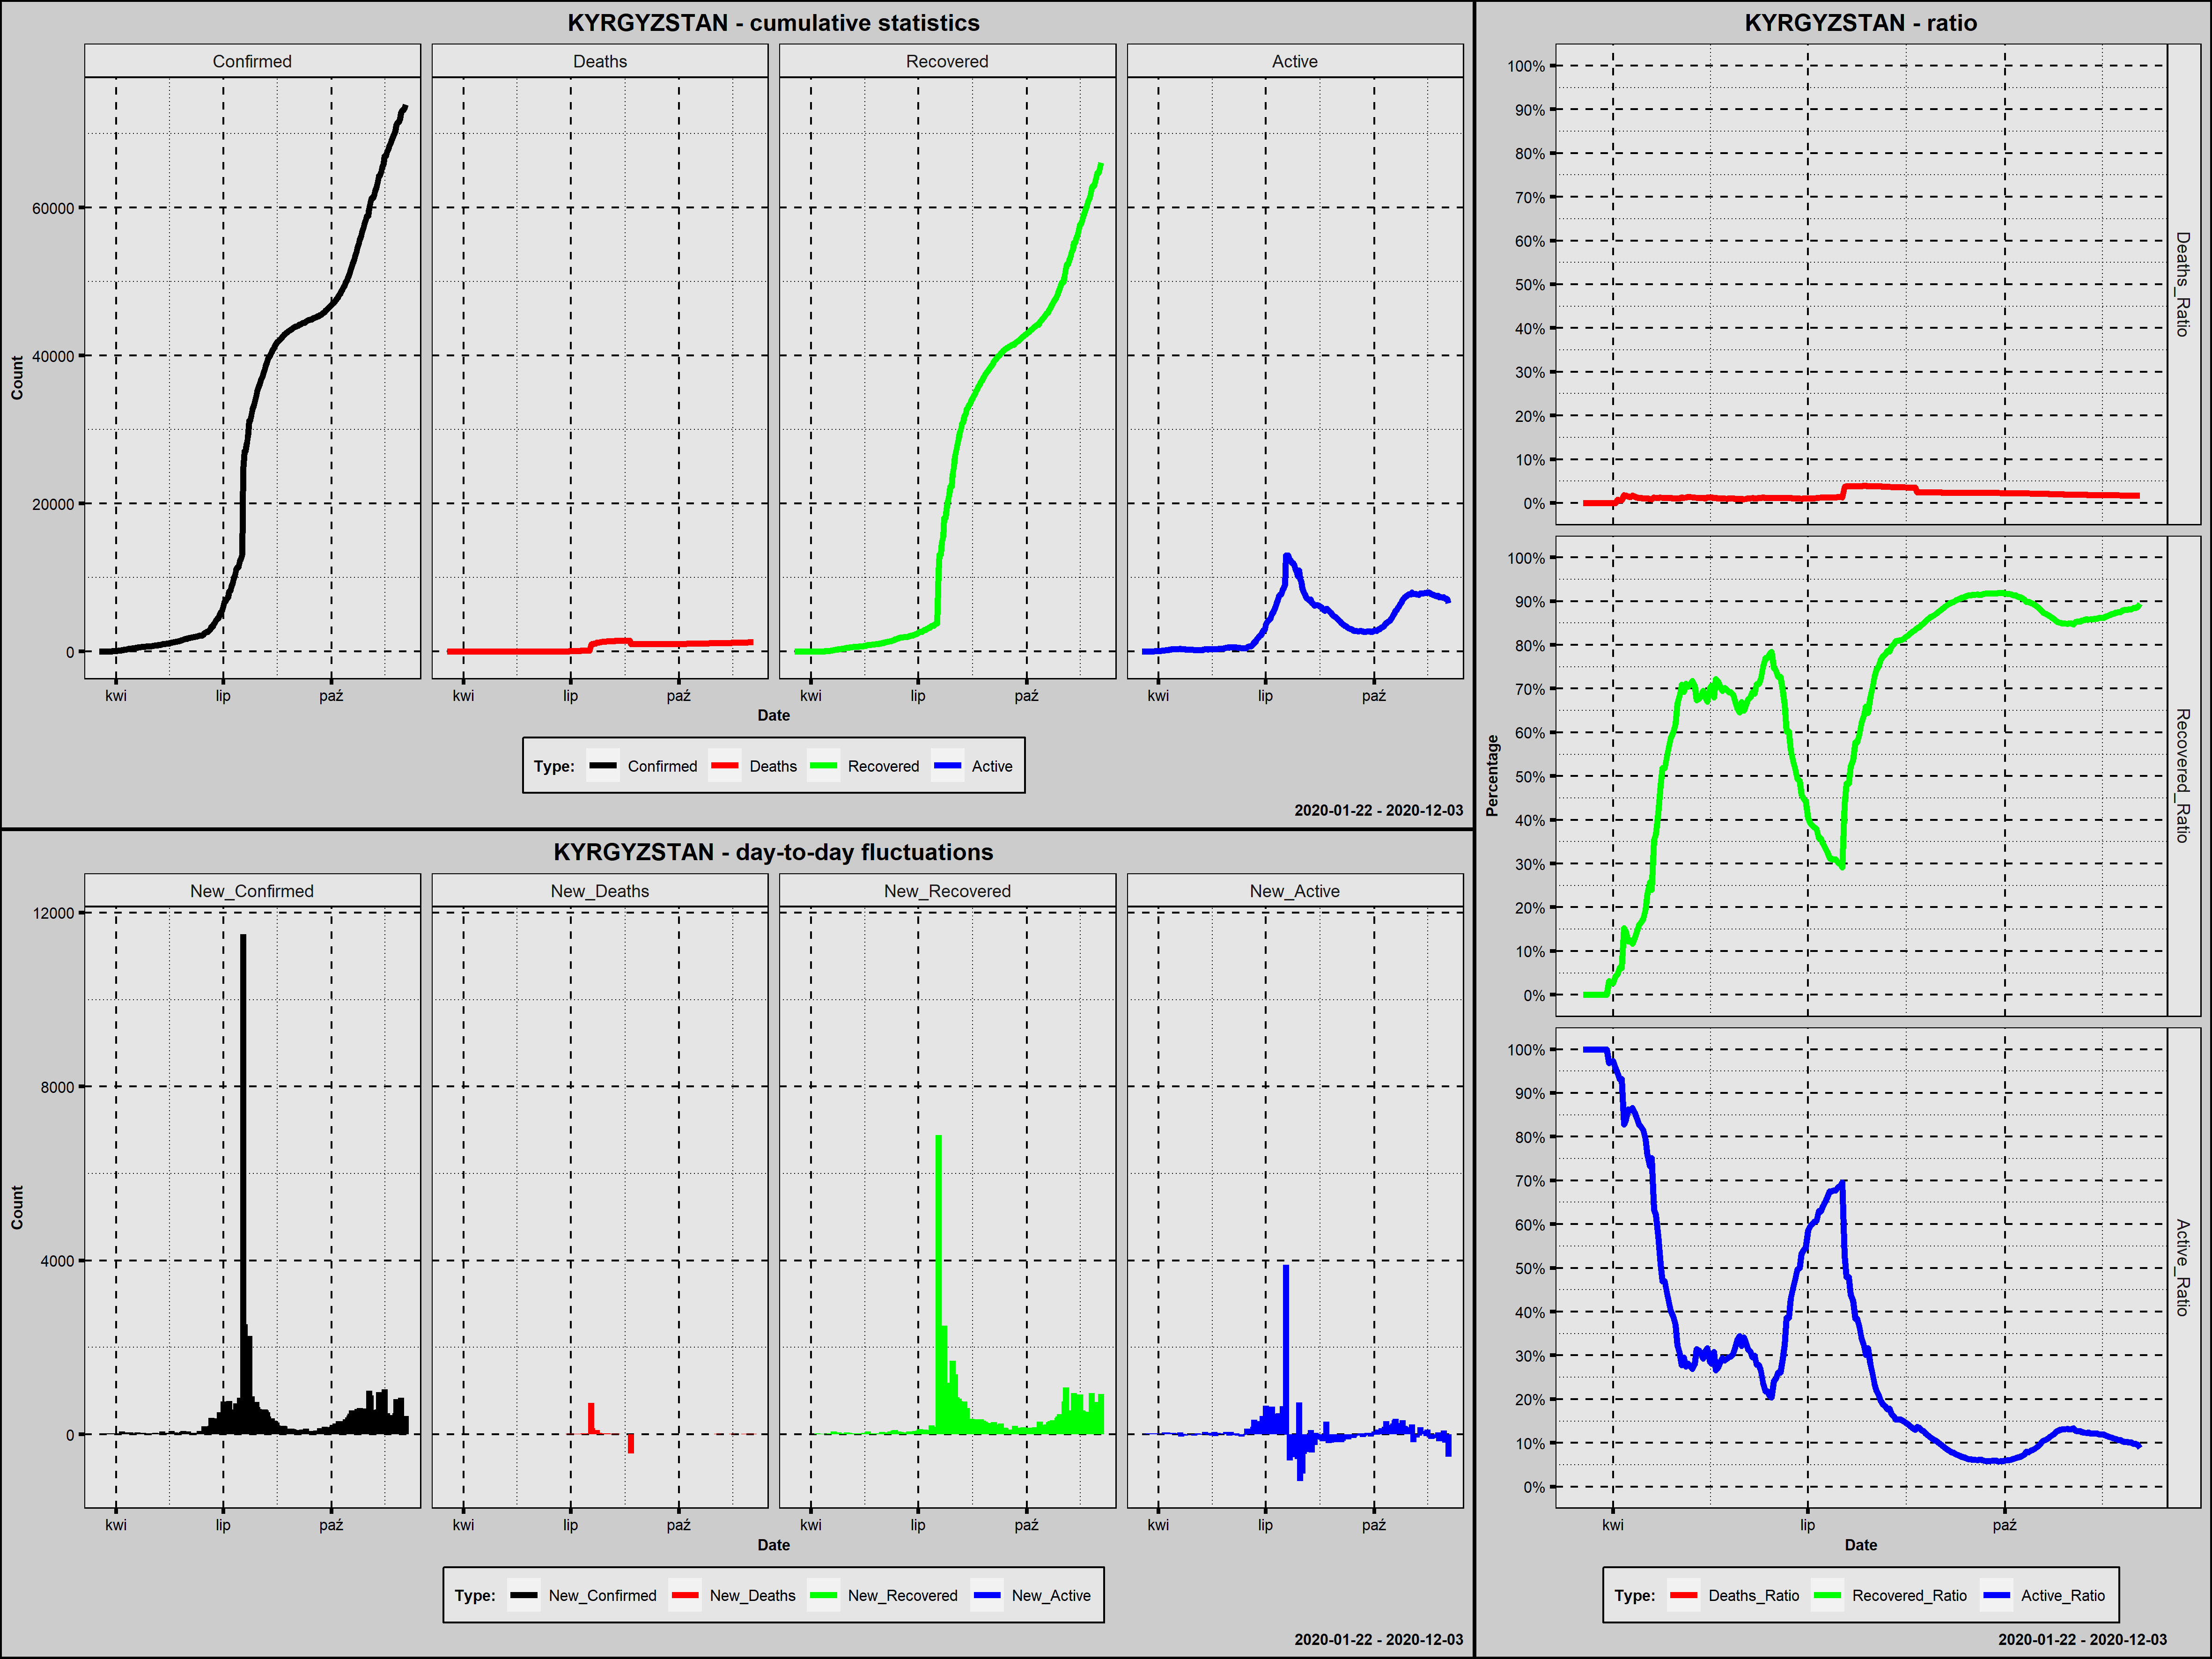 KYRGYZSTAN - cumulative statistics
Confirmed Deaths Recovered Active
Count
60000
40000
20000
0
kwi lip paź kwi lip paź kwi lip paź kwi lip paź
Date
Type: Confirmed Deaths Recovered Active
2020-01-22 - 2020-12-03
KYRGYZSTAN - day-to-day fluctuations
New_Confirmed New_Deaths New_Recovered New_Active
Count
12000
8000
4000
0
kwi lip paź kwi lip paź kwi lip paź kwi lip paź
Date
Type: New_Confirmed New_Deaths New_Recovered New_Active
2020-01-22 - 2020-12-03
KYRGYZSTAN - ratio
Percentage
100%
90%
80%
70%
60%
50%
40%
30%
20%
10%
0%
Deaths_Ratio
100%
90%
80%
70%
60%
50%
40%
30%
20%
10%
0%
Recovered_Ratio
100%
90%
80%
70%
60%
50%
40%
30%
20%
10%
0%
Active_Ratio
kwi lip paź
Date
Type: Deaths_Ratio Recovered_Ratio Active_Ratio
2020-01-22 - 2020-12-03